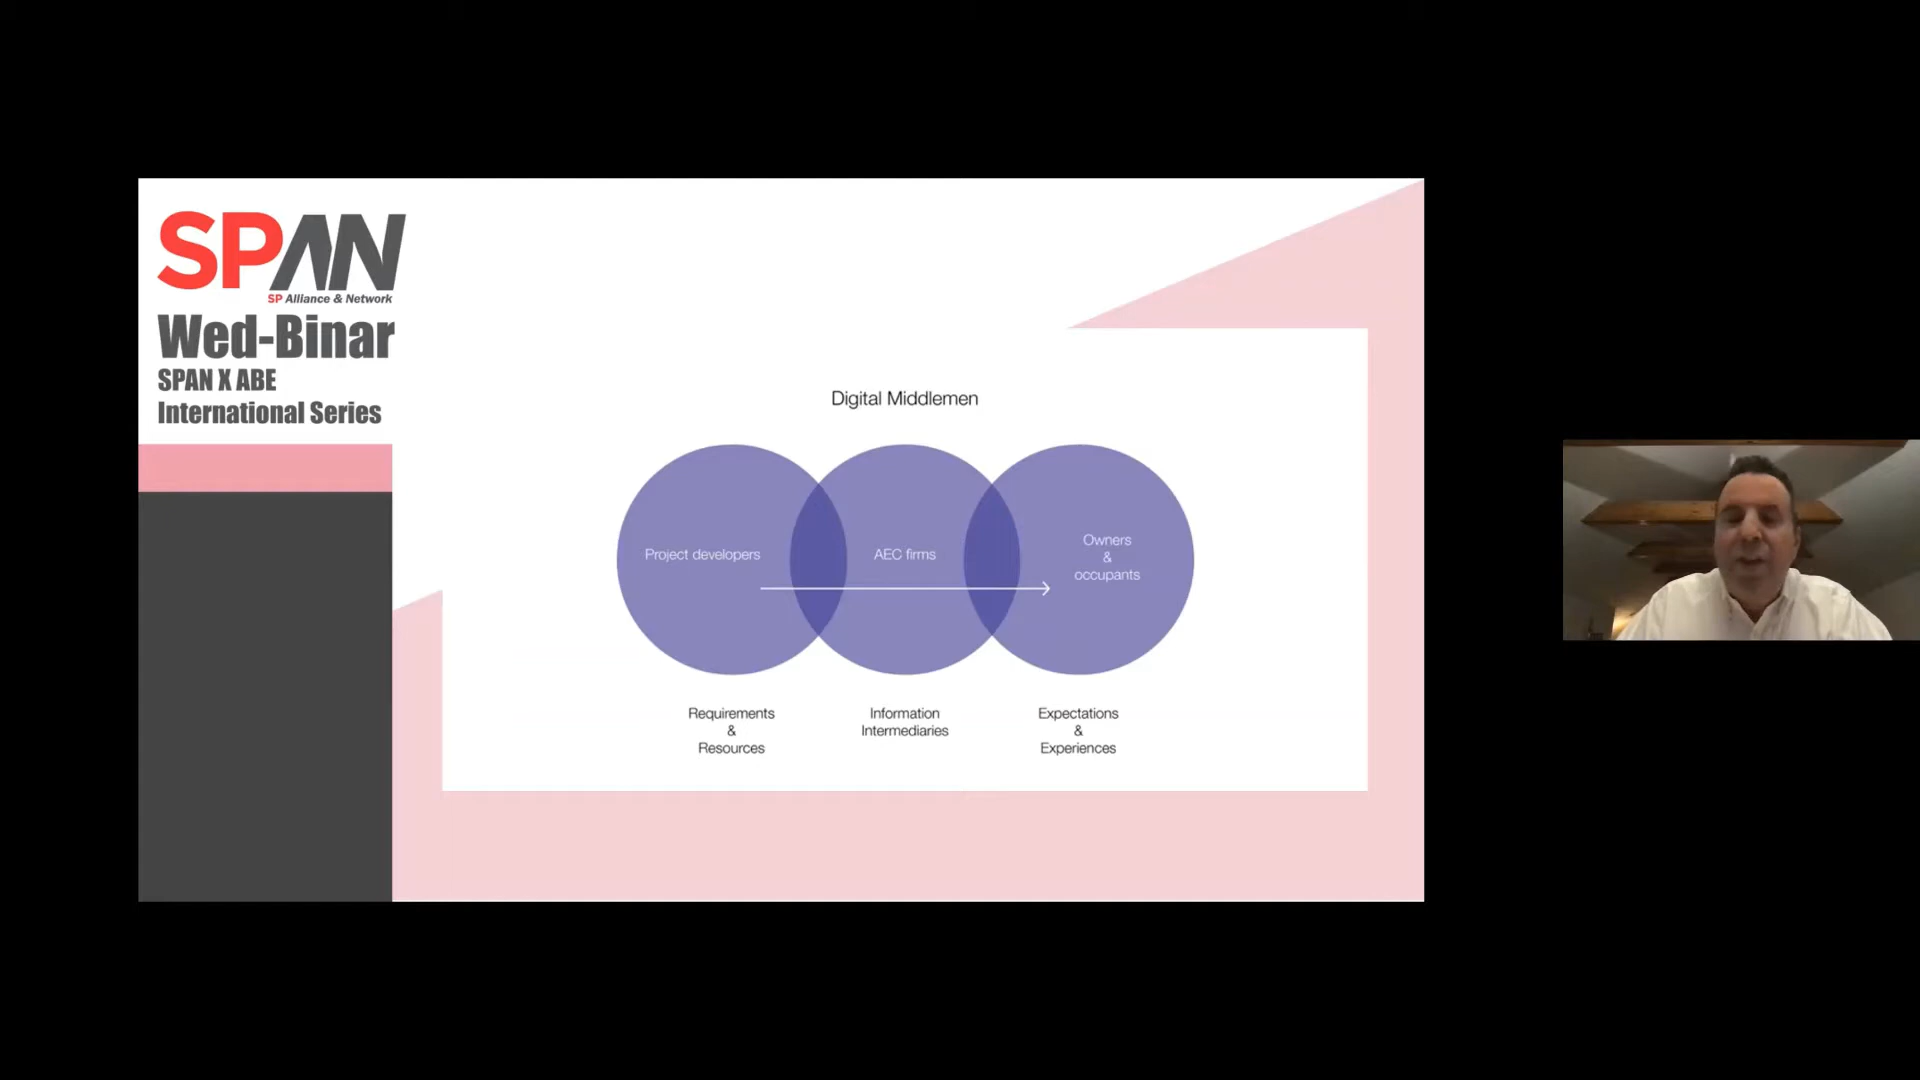 SPAN
SP Alliance & Network
Wed-Binar
SPAN X ABE
International Series
Digital Middlemen
Project developers
AEC firms
Owners
&
occupants
Requirements
&
Resources
Information
Intermediaries
Expectations
&
Experiences